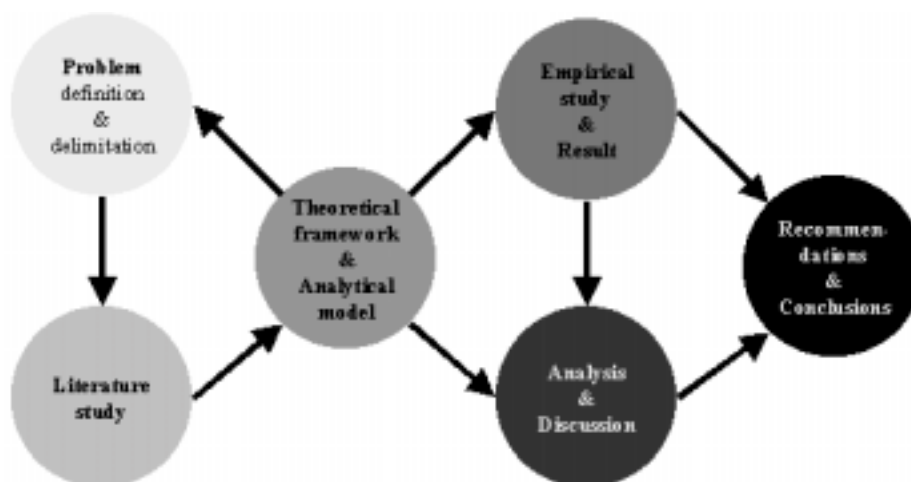 Problem
definition
&
delimitation
Empirical
study
&
Result
Theoretical
framework
&
Analytical
model
Recommen-
dations
&
Conclusions
Literature
study
Analysis
&
Discussion